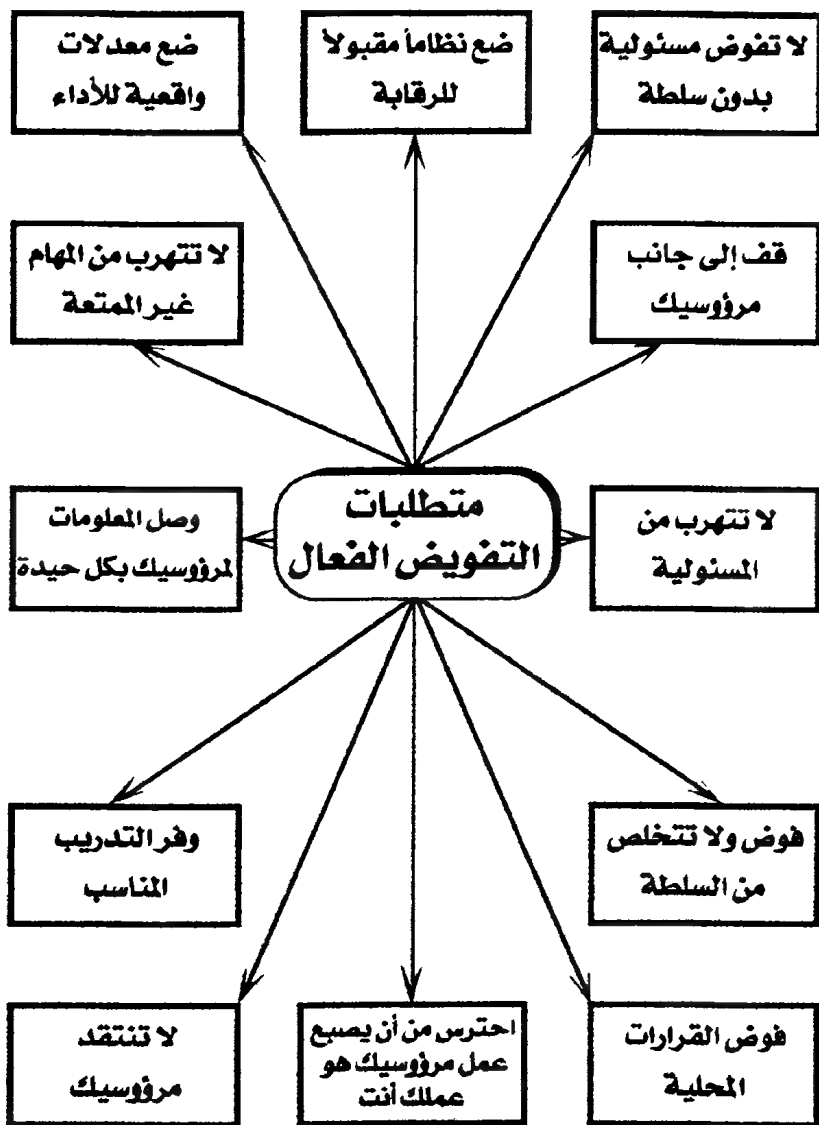 لا تفوض مسئولية
بدون سلطة
ضع نظاماً مقبولاً
للرقابة
ضع معدلات
واقعية للأداء
قف إلى جانب
مرؤوسيك
لا تتهرب من المهام
غير الممتعة
لا تتهرب من
المسئولية
متطلبات
التفويض الفعال
وصل المعلومات
لمرؤوسيك بكل حيدة
فوض ولا تتخلص
من السلطة
وفر التدريب
المناسب
فوض القرارات
المحلية
احترس من أن يصبع
عمل مرؤوسيك هو
عملك أنت
لا تنتقد
مرؤوسيك